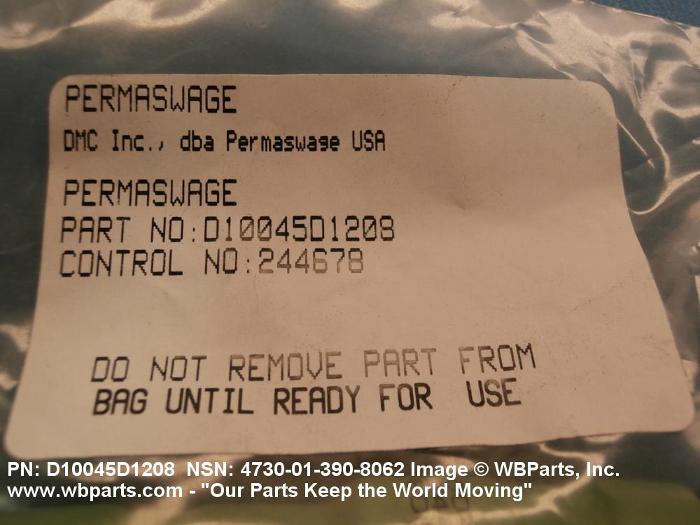 PERMASWAGE
DMC Inc., dba Permaswage USA
PERMASWAGE
PART NO:D10045D1208
CONTROL NO:244678
DO NOT REMOVE PART FROM
BAG UNTIL READY FOR USE
PN: D10045D1208 NSN: 4730-01-390-8062 Image © WBParts, Inc.
www.wbparts.com - "Our Parts Keep the World Moving"